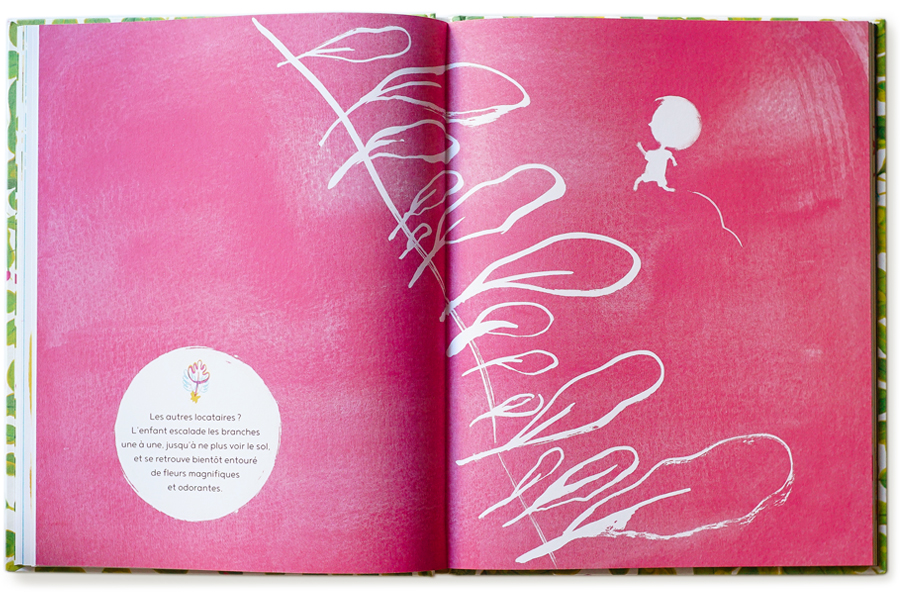 Les autres locataires ?
L'enfant escalade les branches
une à une, jusqu'à ne plus voir le sol,
et se retrouve bientôt entouré
de fleurs magnifiques
et odorantes.